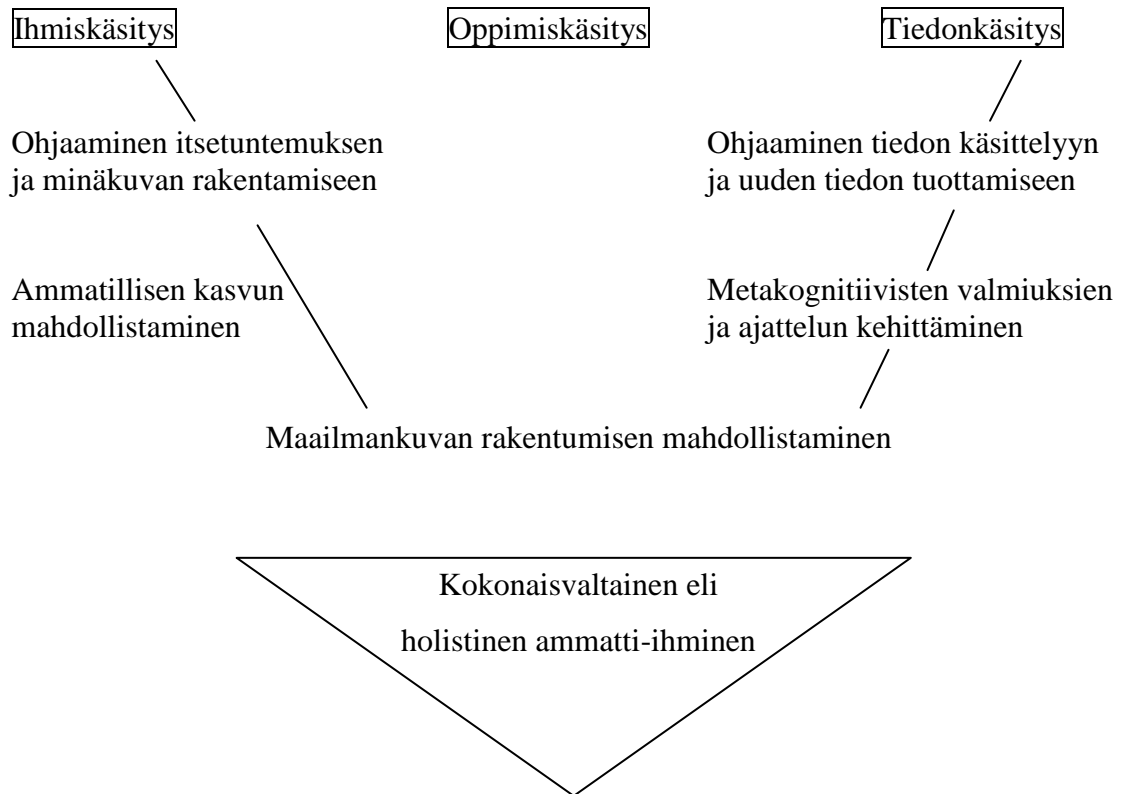 Ihmiskäsitys Oppimiskäsitys Tiedonkäsitys
Ohjaaminen itsetuntemuksen
ja minäkuvan rakentamiseen
Ohjaaminen tiedon käsittelyyn
ja uuden tiedon tuottamiseen
Ammatillisen kasvun
mahdollistaminen
Metakognitiivisten valmiuksien
ja ajattelun kehittäminen
Maailmankuvan rakentumisen mahdollistaminen
Kokonaisvaltainen eli
holistinen ammatti-ihminen